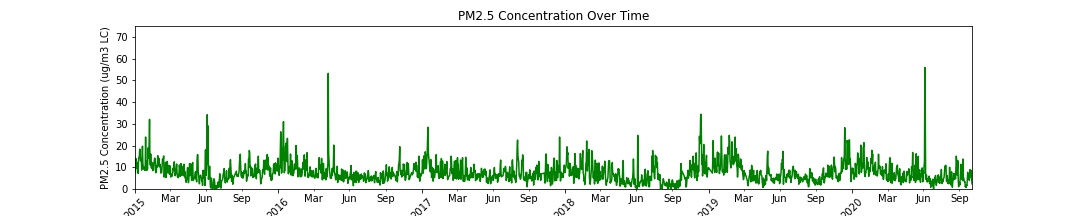 PM2.5 Concentration Over Time
PM2.5 Concentration (ug/m3 LC)
70
60
50
40
30
20
10
0
2015 Mar Jun Sep 2016 Mar Jun Sep 2017 Mar Jun Sep 2018 Mar Jun Sep 2019 Mar Jun Sep 2020 Mar Jun Sep